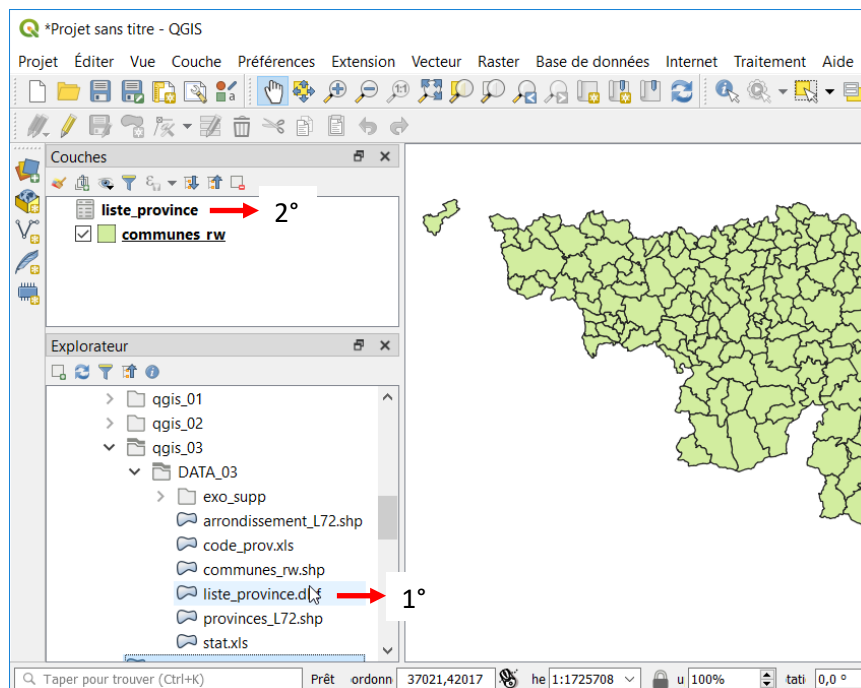 *Projet sans titre - QGIS
Projet Éditer Vue Couche Préférences Extension Vecteur Raster Base de données Internet Traitement Aide
Couches
liste_province 2°
communes_rw
Explorateur
qgis_01
qgis_02
qgis_03
DATA_03
exo_supp
arrondissement_L72.shp
code_prov.xls
communes_rw.shp
liste_province.dbf 1°
provinces_L72.shp
stat.xls
Taper pour trouver (Ctrl+K) Prêt ordonn 37021,42017 he 1:1725708 u 100% tati 0,0 °